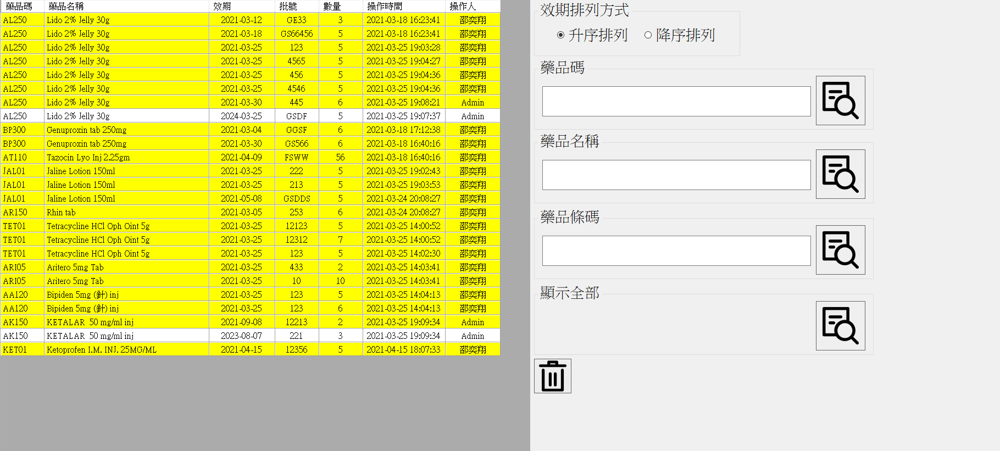 藥品碼 藥品名稱 效期 批號 數量 操作時間 操作人
AL250 Lido 2% Jelly 30g 2021-03-12 GE33 3 2021-03-18 16:23:41 邵奕翔
AL250 Lido 2% Jelly 30g 2021-03-18 GS66456 5 2021-03-18 16:23:41 邵奕翔
AL250 Lido 2% Jelly 30g 2021-03-25 123 5 2021-03-25 19:03:28 邵奕翔
AL250 Lido 2% Jelly 30g 2021-03-25 4565 5 2021-03-25 19:04:27 邵奕翔
AL250 Lido 2% Jelly 30g 2021-03-25 456 5 2021-03-25 19:04:36 邵奕翔
AL250 Lido 2% Jelly 30g 2021-03-25 4546 5 2021-03-25 19:04:36 邵奕翔
AL250 Lido 2% Jelly 30g 2021-03-30 445 6 2021-03-25 19:08:21 Admin
AL250 Lido 2% Jelly 30g 2024-03-25 GSDF 5 2021-03-25 19:07:37 Admin
BP300 Genuproxin tab 250mg 2021-03-04 GGSF 6 2021-03-18 17:12:38 邵奕翔
BP300 Genuproxin tab 250mg 2021-03-30 GS566 6 2021-03-18 16:40:16 邵奕翔
AT110 Tazocin Lyo Inj 2.25gm 2021-04-09 FSWW 56 2021-03-18 16:40:16 邵奕翔
JAL01 Jaline Lotion 150ml 2021-03-25 222 5 2021-03-25 19:02:43 邵奕翔
JAL01 Jaline Lotion 150ml 2021-03-25 213 5 2021-03-25 19:03:53 邵奕翔
JAL01 Jaline Lotion 150ml 2021-05-08 GSDDS 5 2021-03-24 20:08:27 邵奕翔
AR150 Rhin tab 2021-03-05 253 6 2021-03-24 20:08:27 邵奕翔
TET01 Tetracycline HCl Oph Oint 5g 2021-03-25 12123 5 2021-03-25 14:00:52 邵奕翔
TET01 Tetracycline HCl Oph Oint 5g 2021-03-25 12312 7 2021-03-25 14:00:52 邵奕翔
TET01 Tetracycline HCl Oph Oint 5g 2021-03-25 123 5 2021-03-25 14:02:30 邵奕翔
ARI05 Aritero 5mg Tab 2021-03-25 433 2 2021-03-25 14:03:41 邵奕翔
ARI05 Aritero 5mg Tab 2021-03-25 10 10 2021-03-25 14:03:41 邵奕翔
AA120 Bipiden 5mg (針) inj 2021-03-25 123 5 2021-03-25 14:04:13 邵奕翔
AA120 Bipiden 5mg (針) inj 2021-03-25 123 6 2021-03-25 14:04:13 邵奕翔
AK150 KETALAR 50 mg/ml inj 2021-09-08 12213 2 2021-03-25 19:09:34 Admin
AK150 KETALAR 50 mg/ml inj 2023-08-07 221 3 2021-03-25 19:09:34 Admin
KET01 Ketoprofen I.M. INJ. 25MG/ML 2021-04-15 12356 5 2021-04-15 18:07:33 邵奕翔
效期排列方式
升序排列 降序排列
藥品碼
藥品名稱
藥品條碼
顯示全部